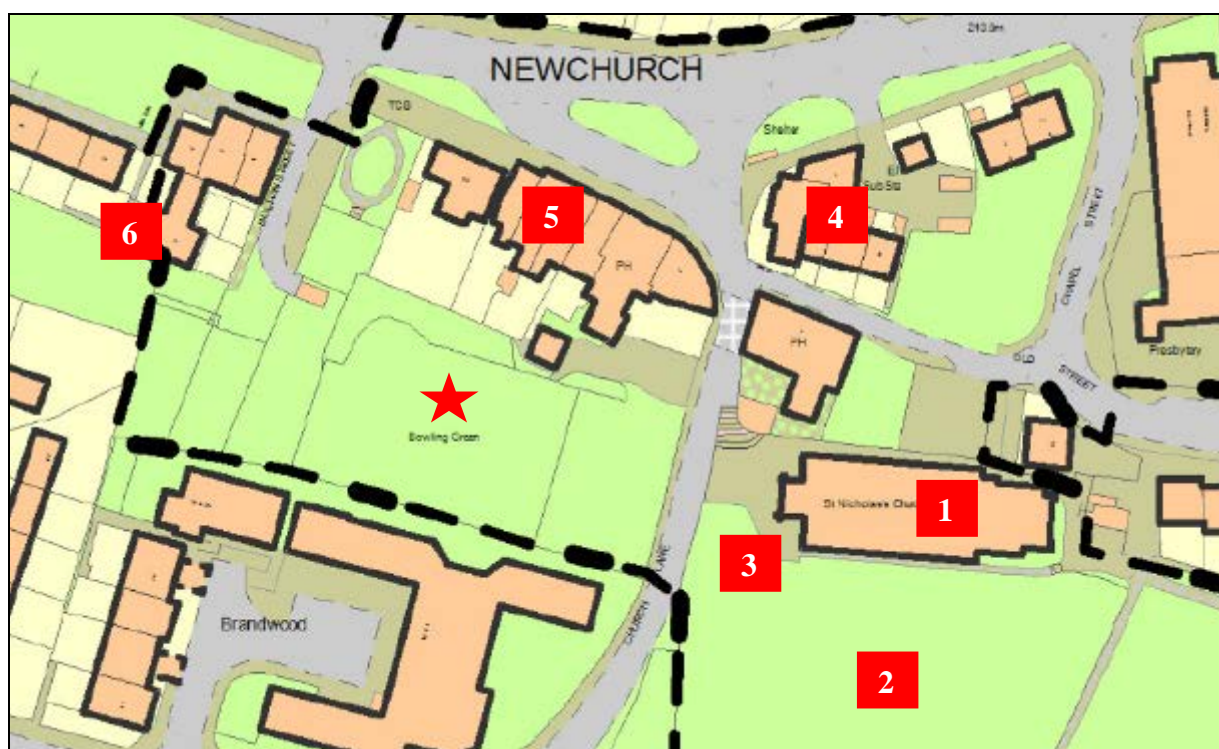 210.9m
NEWCHURCH
TCB
Shelter
El
Sub Sta
5
4
6
PH
STREET
CHAPEL
PH
Presbytery
OLD
STREET
Bowling Green
St Nicholas's
1
3
LANE
CHURCH
Brandwood
2